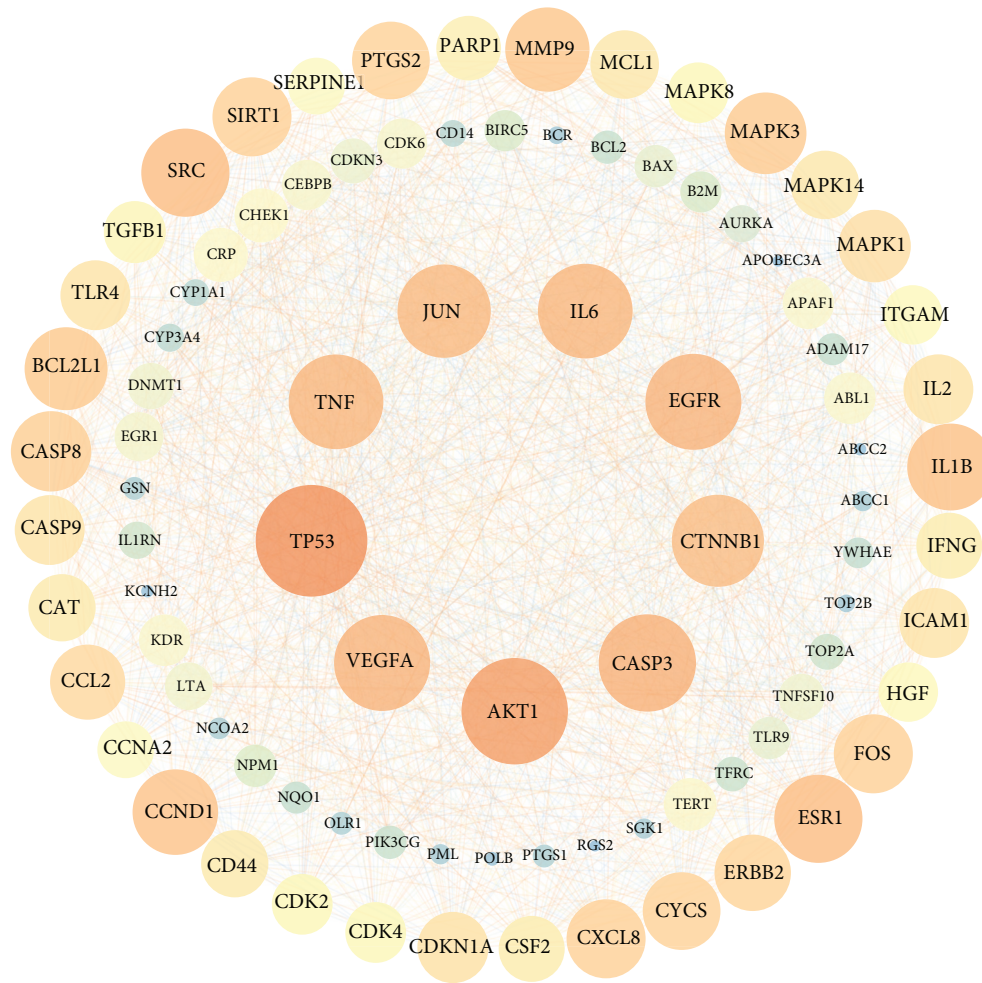 PARP1
MMP9
PTGS2
MCL1
SERPINE1
MAPK8
SIRT1
CD14
BIRC5
BCR
MAPK3
CDK6
BCL2
CDKN3
BAX
SRC
CEBPB
B2M
MAPK14
TGFB1
CHEK1
AURKA
MAPK1
CRP
APOBEC3A
TLR4
CYP1A1
APAF1
JUN
IL6
ITGAM
CYP3A4
ADAM17
BCL2L1
DNMT1
IL2
TNF
EGFR
ABL1
EGR1
CASP8
ABCC2
IL1B
GSN
ABCC1
CASP9
IL1RN
TP53
CTNNB1
YWHAE
IFNG
KCNH2
TOP2B
CAT
ICAM1
KDR
TOP2A
VEGFA
CASP3
CCL2
LTA
TNFSF10
HGF
AKT1
NCOA2
TLR9
CCNA2
FOS
NPM1
TFRC
NQO1
TERT
CCND1
ESR1
OLR1
SGK1
PIK3CG
PML
POLB
PTGS1
RGS2
CD44
ERBB2
CDK2
CYCS
CDK4
CDKN1A
CSF2
CXCL8